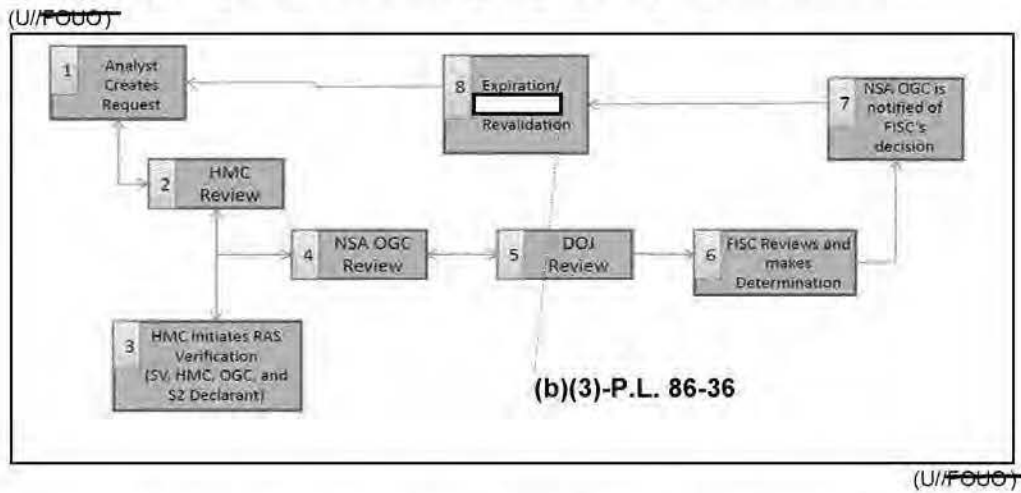 (U//FOUO)
1
Analyst
Creates
Request
8
Expiration/
Revalidation
7
NSA OGC is
notified of
FISC's
decision
2
HMC
Review
4
NSA OGC
Review
5
DOJ
Review
6
FISC Reviews and
makes
Determination
3
HMC initiates RAS
Verification
(SV, HMC, OGC, and
S2 Declarant)
(b)(3)-P.L. 86-36
(U//FOUO)